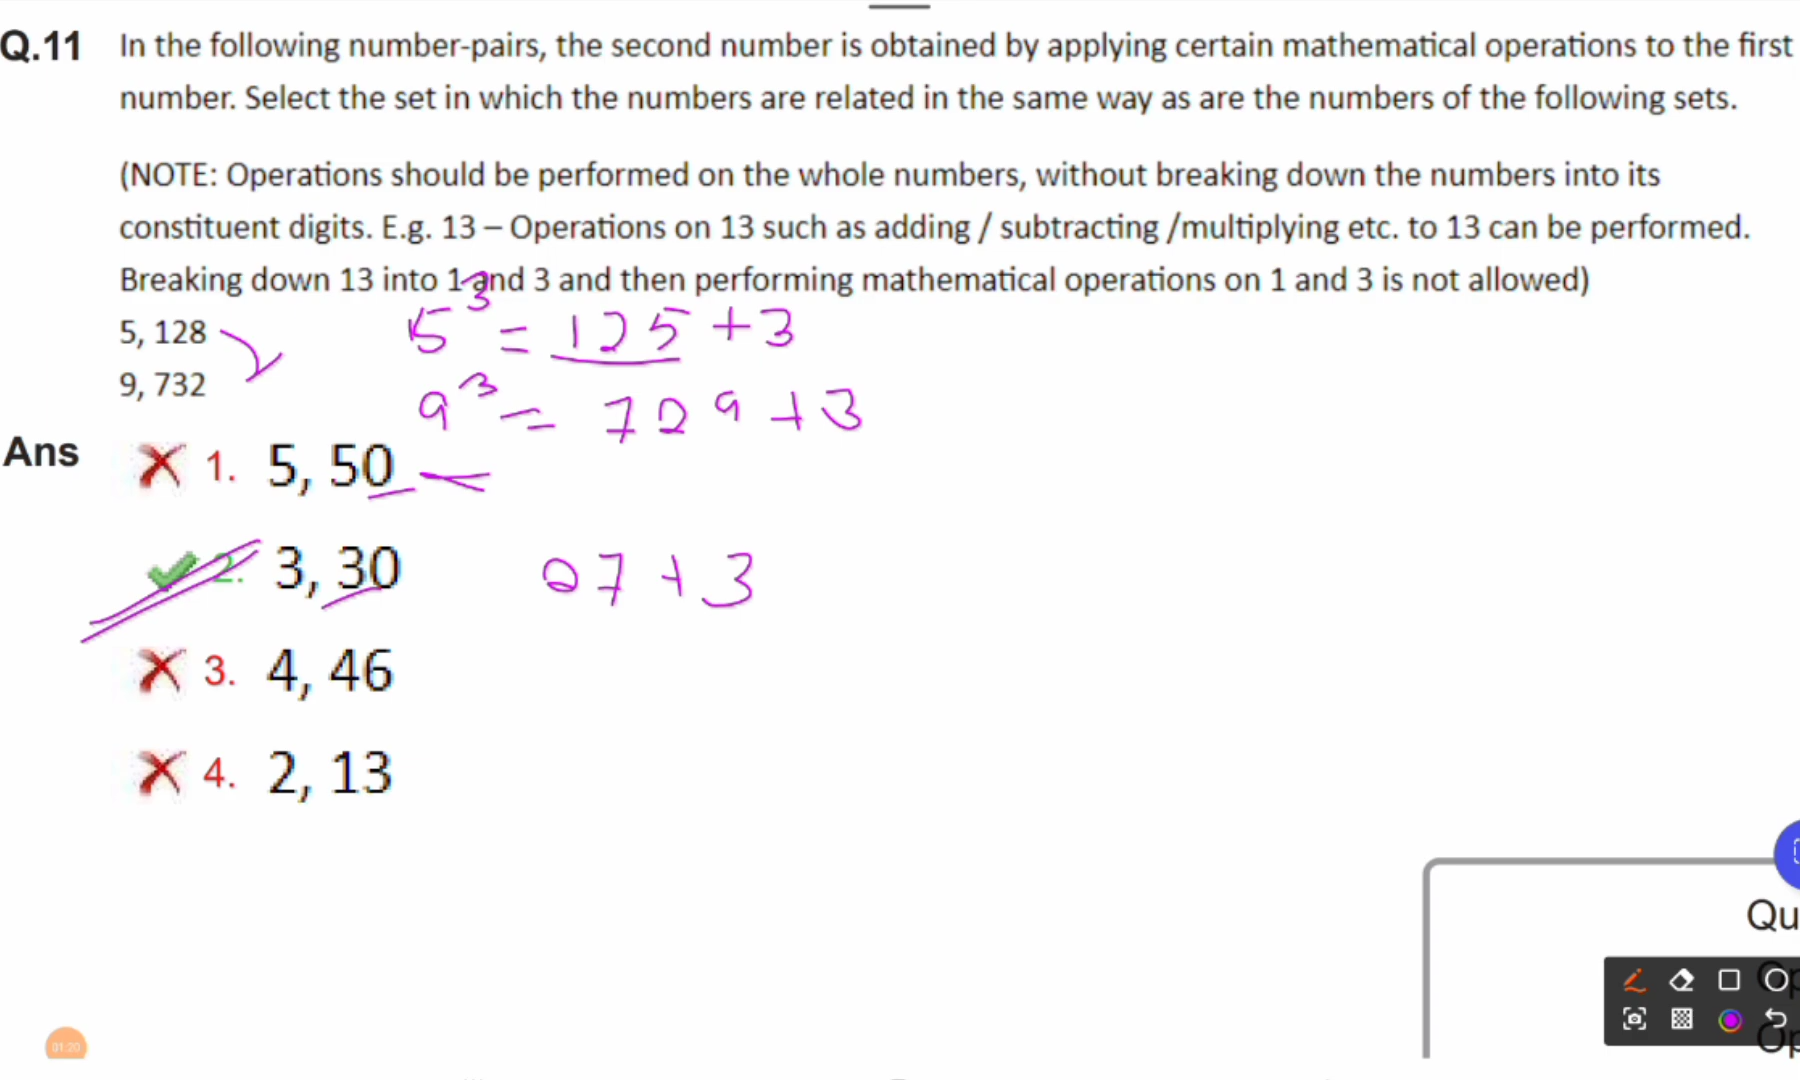 Q.11 In the following number-pairs, the second number is obtained by applying certain mathematical operations to the first
number. Select the set in which the numbers are related in the same way as are the numbers of the following sets.
(NOTE: Operations should be performed on the whole numbers, without breaking down the numbers into its
constituent digits. E.g. 13 – Operations on 13 such as adding / subtracting /multiplying etc. to 13 can be performed.
Breaking down 13 into 1 and 3 and then performing mathematical operations on 1 and 3 is not allowed)
5, 128
5³ = 125 + 3
9, 732
9³ = 729 + 3
Ans 1. 5, 50
2. 3, 30
27 + 3
3. 4, 46
4. 2, 13
Qu
Op
Op
01:20